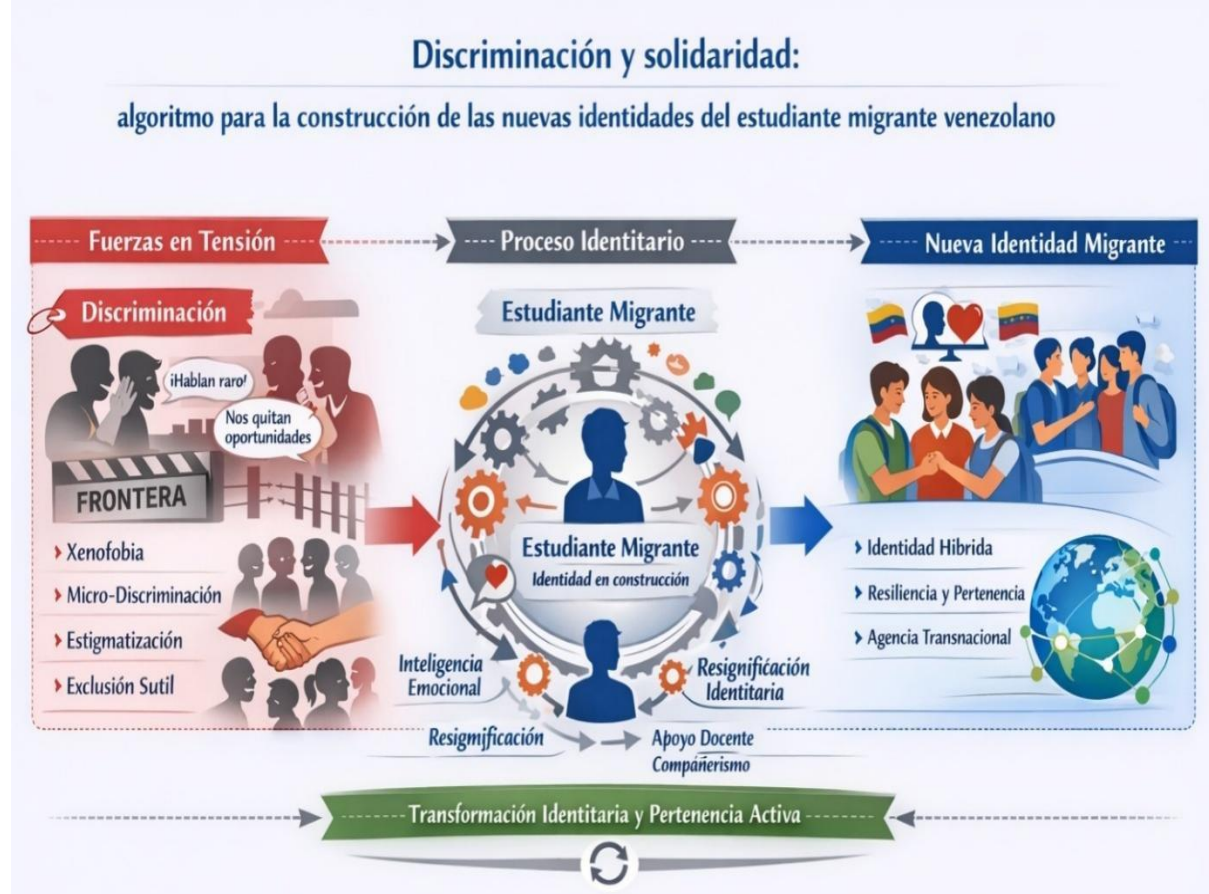 Discriminación y solidaridad:
algoritmo para la construcción de las nuevas identidades del estudiante migrante venezolano
Fuerzas en Tensión
Proceso Identitario
Nueva Identidad Migrante
Discriminación
¡Hablan raro!
Nos quitan
oportunidades
FRONTERA
Xenofobia
Micro-Discriminación
Estigmatización
Exclusión Sutil
Estudiante Migrante
Estudiante Migrante
Identidad en construcción
Inteligencia
Emocional
Resignificación
Identitaria
Resigmificación
Apoyo Docente
Compáñerismo
Identidad Hibrida
Resiliencia y Pertenencia
Agencia Transnacional
Transformación Identitaria y Pertenencia Activa